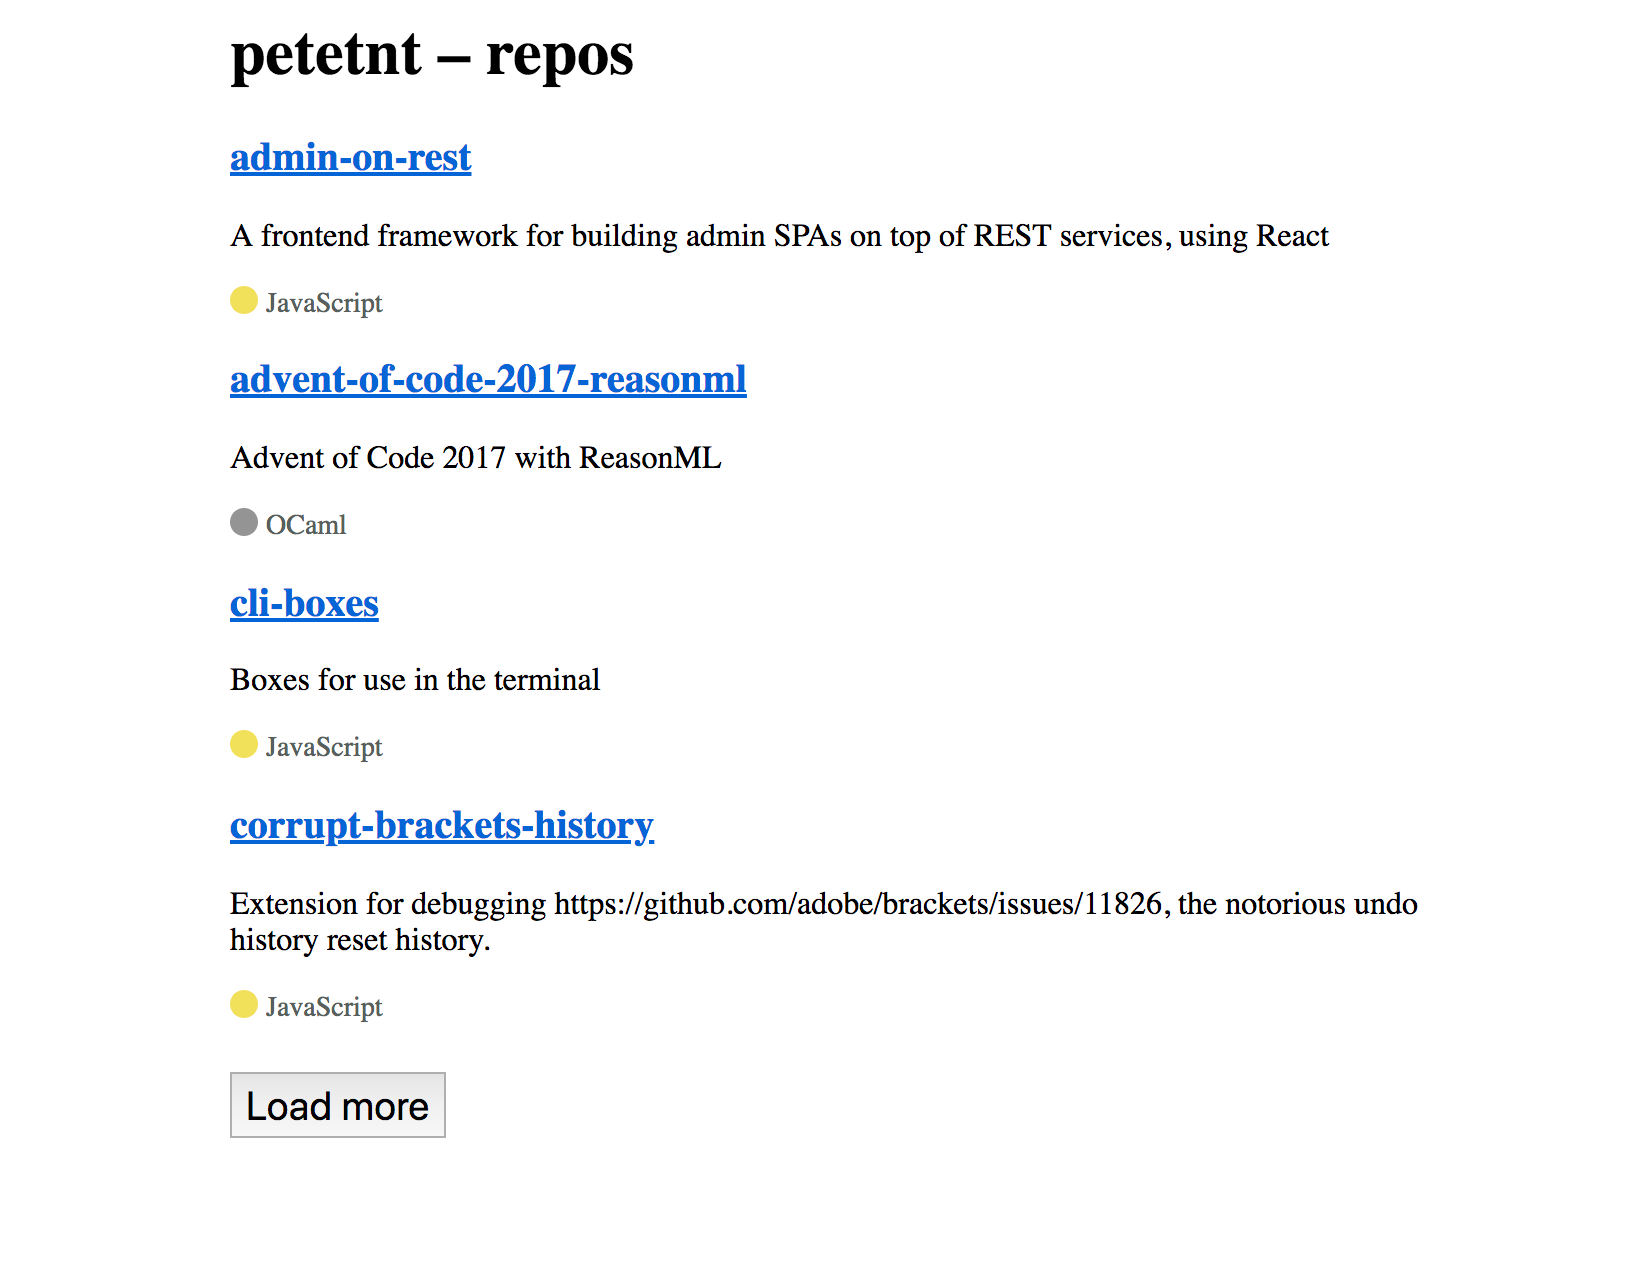 petetnt – repos
admin-on-rest
A frontend framework for building admin SPAs on top of REST services, using React
JavaScript
advent-of-code-2017-reasonml
Advent of Code 2017 with ReasonML
OCaml
cli-boxes
Boxes for use in the terminal
JavaScript
corrupt-brackets-history
Extension for debugging https://github.com/adobe/brackets/issues/11826, the notorious undo
history reset history.
JavaScript
Load more